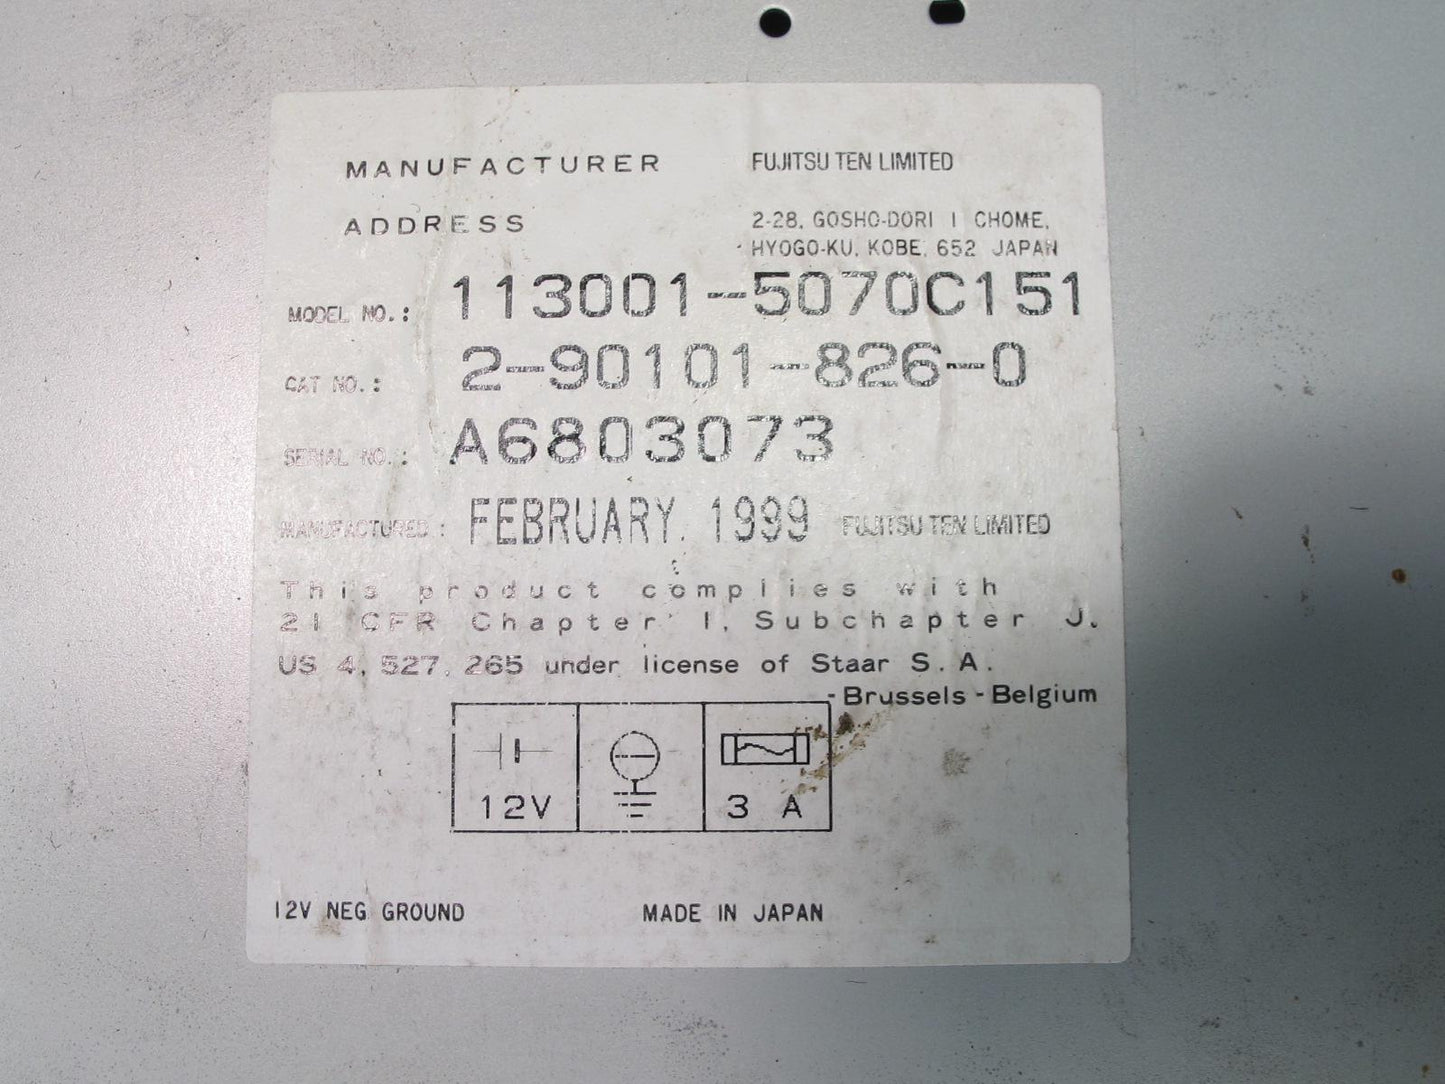 MANUFACTURER FUJITSU TEN LIMITED
ADDRESS 2-28, GOSHO-DORI 1 CHOME,
HYOGO-KU, KOBE, 652 JAPAN
MODEL NO.: 113001-5070C151
CAT NO.: 2-90101-826-0
SERIAL NO.: A6803073
MANUFACTURED: FEBRUARY, 1999 FUJITSU TEN LIMITED
This product complies with
21 CFR Chapter I, Subchapter J.
US 4,527,265 under license of Staar S.A.
-Brussels-Belgium
12V 3 A
12V NEG GROUND MADE IN JAPAN